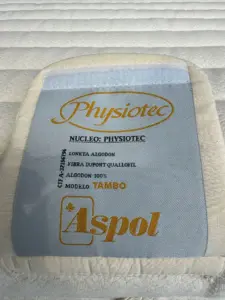 Physiotec
NUCLEO: PHYSIOTEC
LONETA ALGODON
FIBRA DUPONT QUALLOFIL
ALGODON 100%
MODELO TAMBO
Aspol